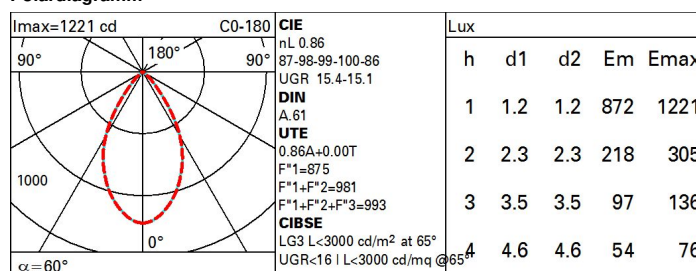 Imax=1221 cd C0-180
90° 180° 90°
1000
0°
α=60°
CIE
nL 0.86
87-98-99-100-86
UGR 15.4-15.1
DIN
A.61
UTE
0.86A+0.00T
F"1=875
F"1+F"2=981
F"1+F"2+F"3=993
CIBSE
LG3 L<3000 cd/m² at 65°
UGR<16 | L<3000 cd/mq @65°
Lux
h d1 d2 Em Emax
1 1.2 1.2 872 1221
2 2.3 2.3 218 305
3 3.5 3.5 97 136
4 4.6 4.6 54 76